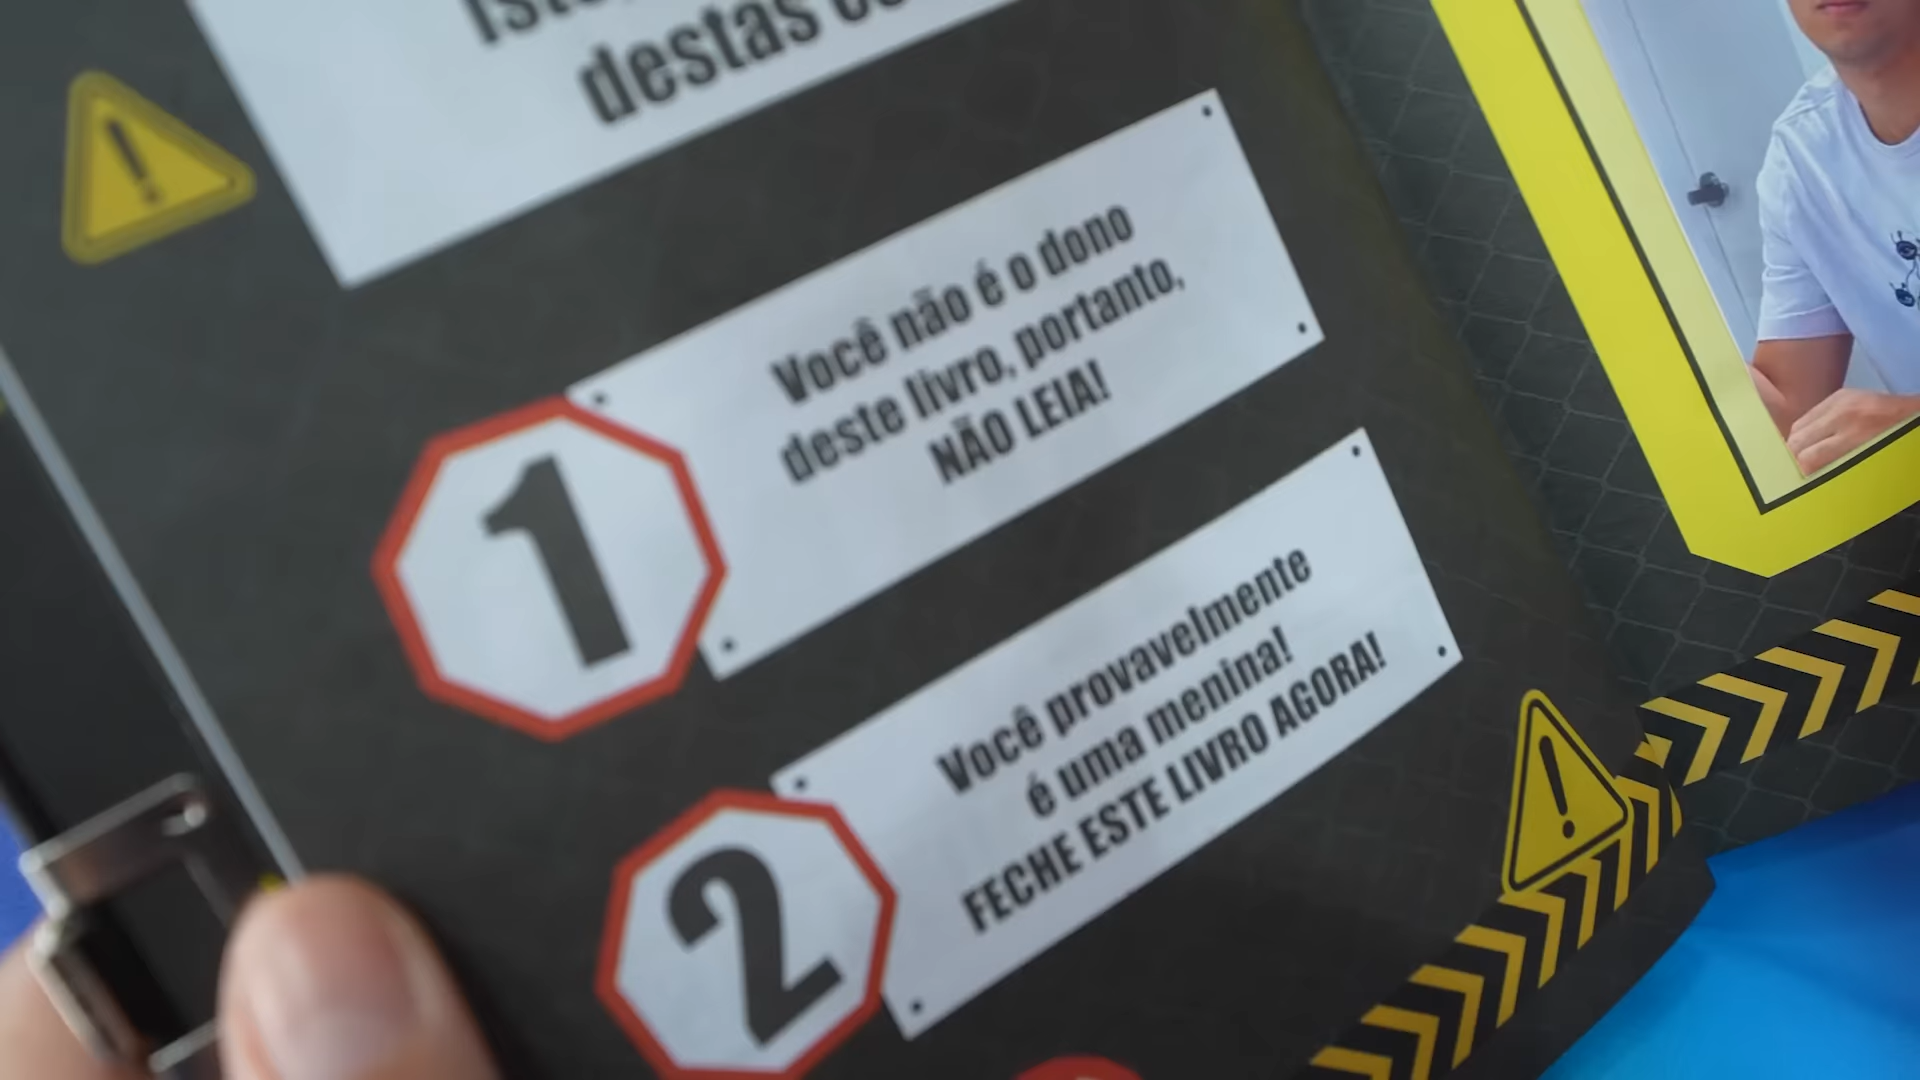 destas
Você não é o dono
deste livro, portanto,
NÃO LEIA!
1
Você provavelmente
é uma menina!
FECHE ESTE LIVRO AGORA!
2